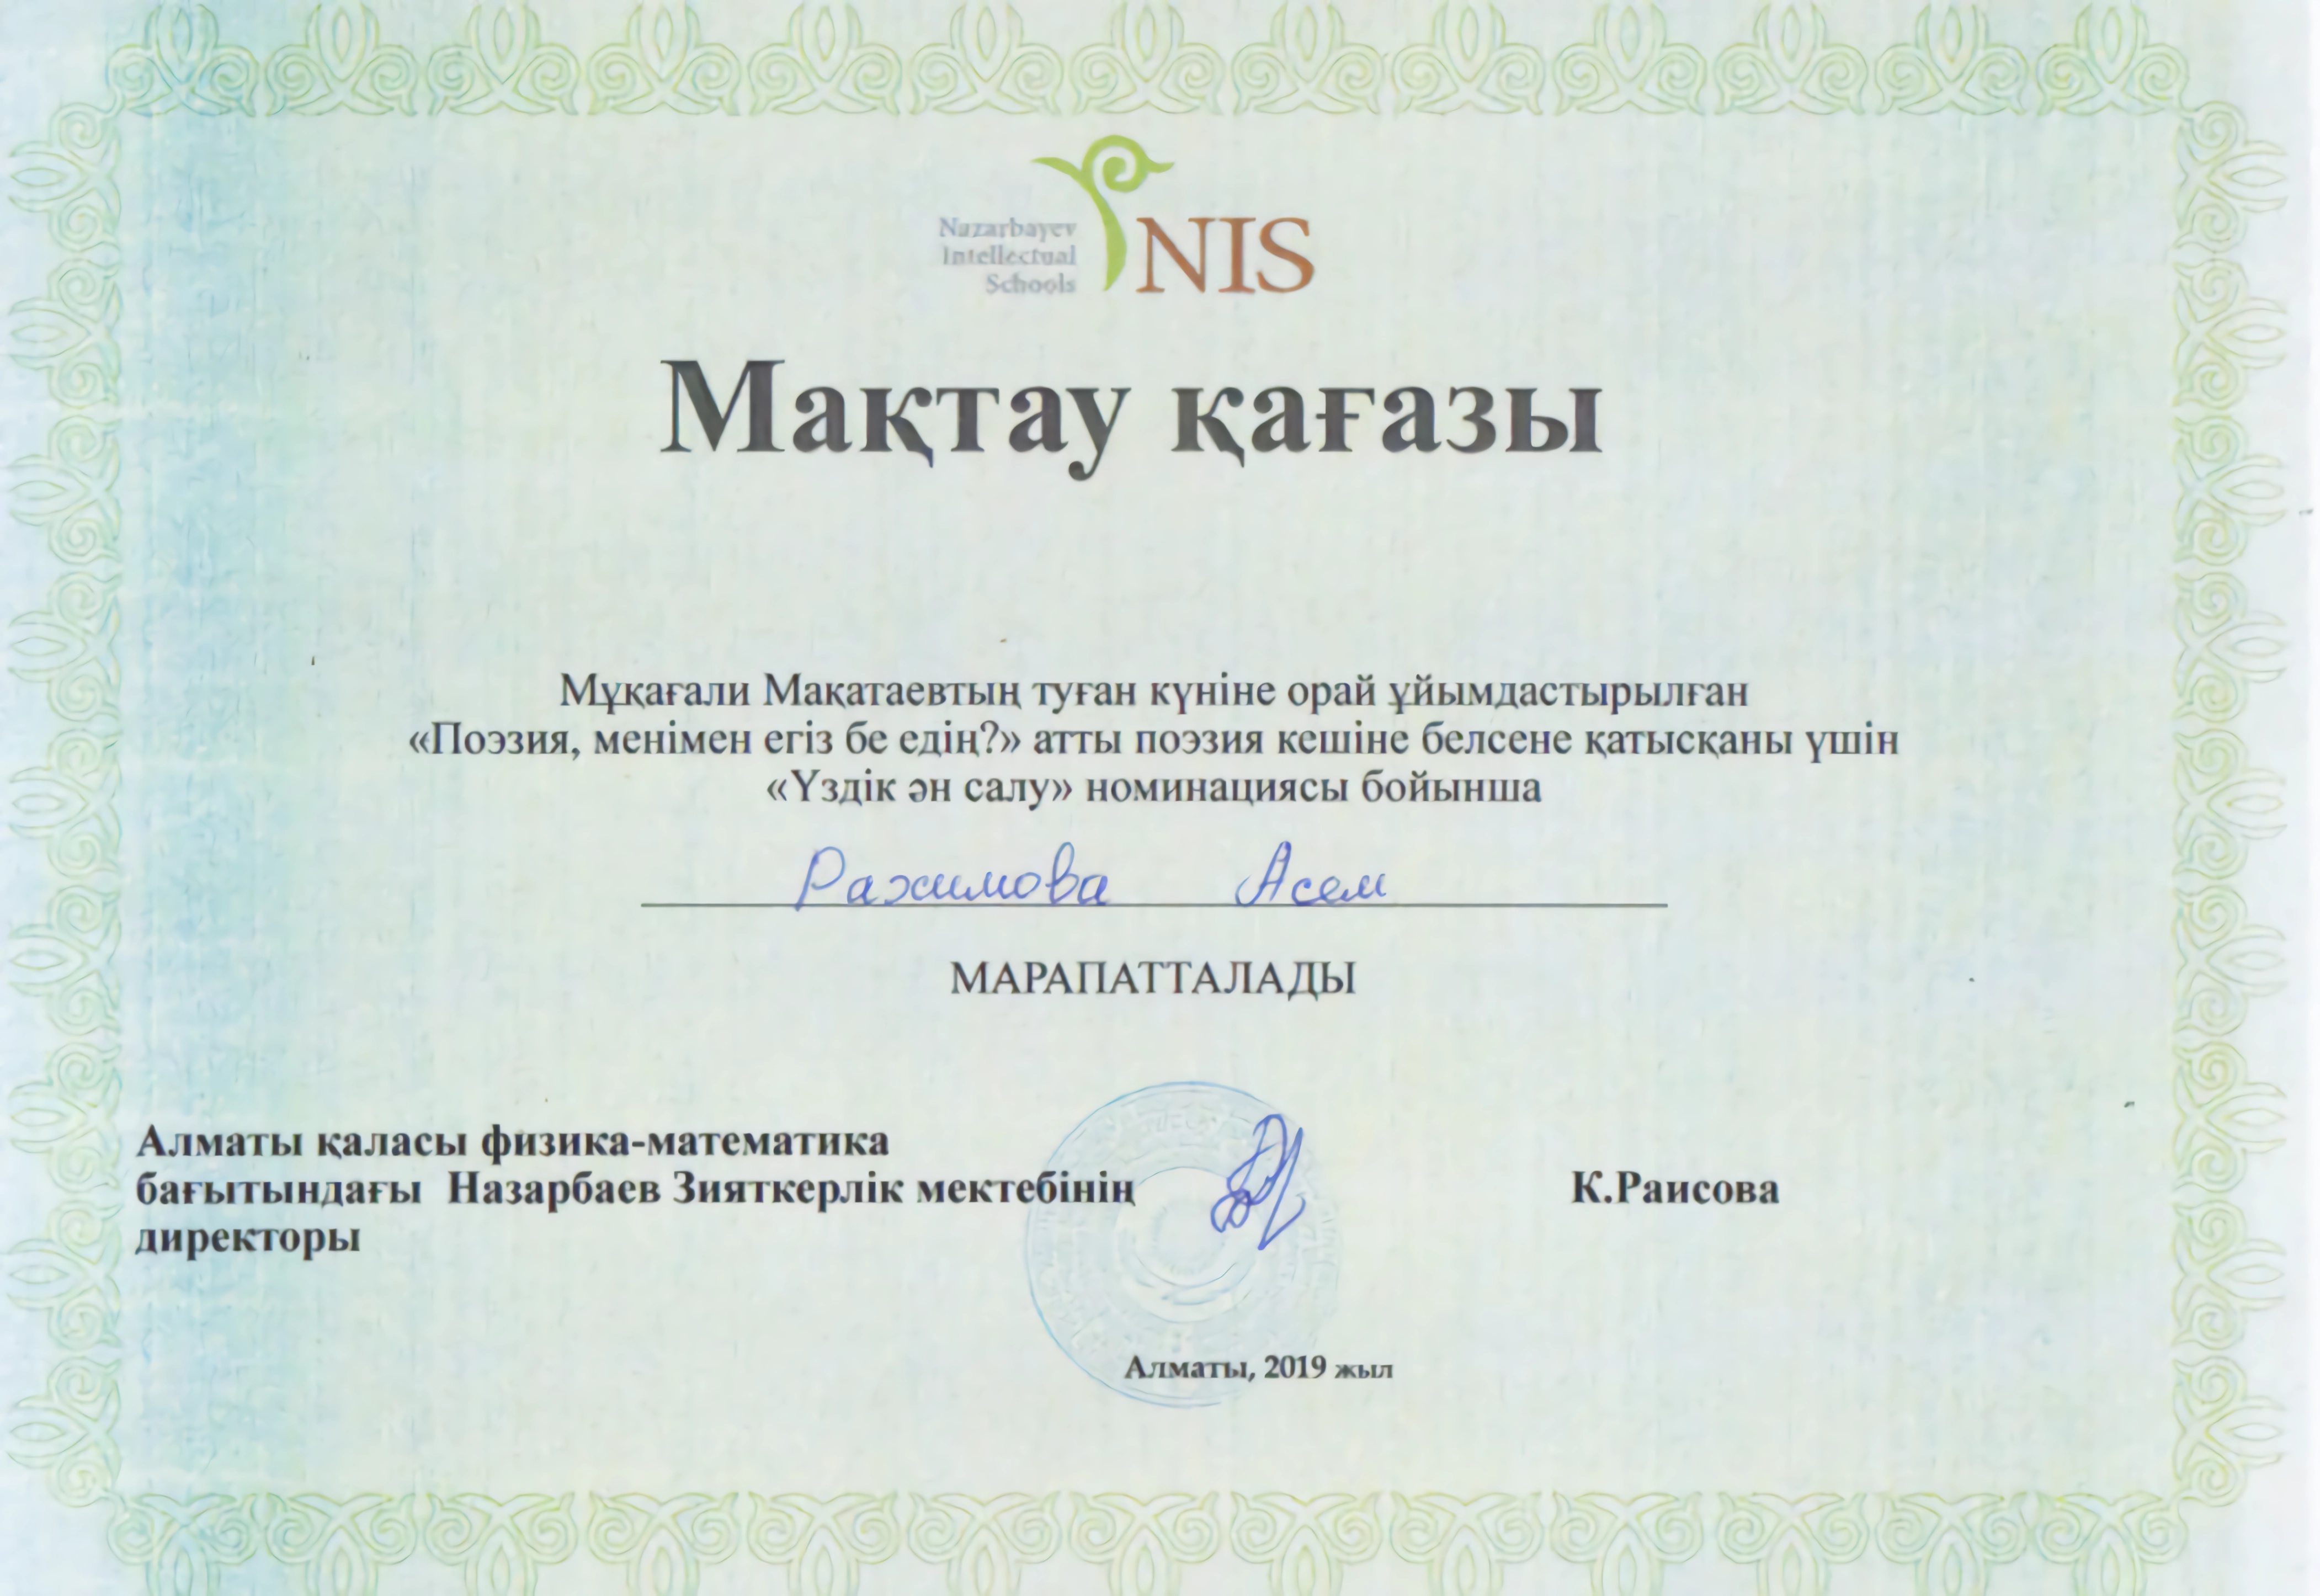 Nazarbayev
Intellectual
Schools
NIS
Мақтау қағазы
Мұқағали Мақатаевтың туған күніне орай ұйымдастырылған
«Поэзия, менімен егіз бе едің?» атты поэзия кешіне белсене қатысқаны үшін
«Үздік ән салу» номинациясы бойынша
Рахимова Асем
МАРАПАТТАЛАДЫ
Алматы қаласы физика-математика
бағытындағы Назарбаев Зияткерлік мектебінің
директоры
К.Раисова
Алматы, 2019 жыл